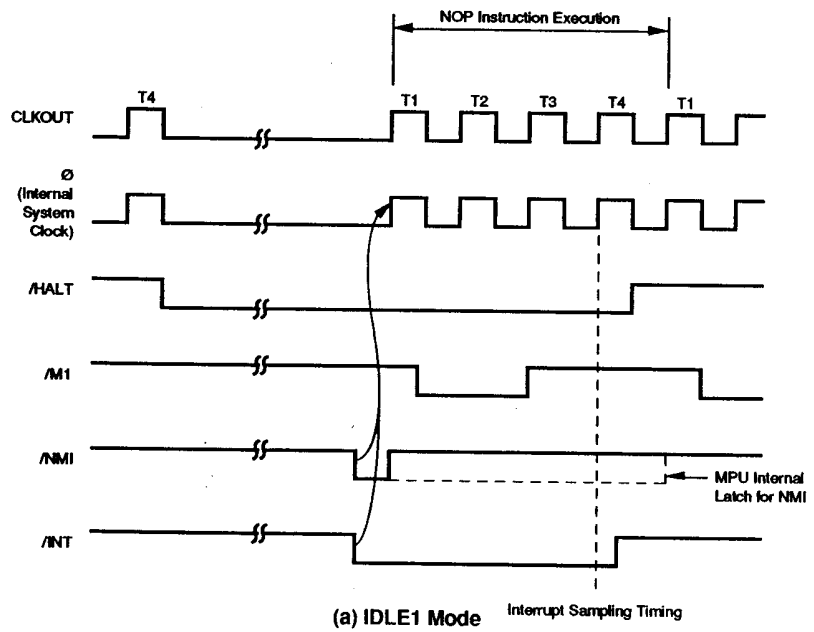 NOP Instruction Execution
T4 T1 T2 T3 T4 T1
CLKOUT
Ø
(Internal
System
Clock)
/HALT
/M1
/NMI
MPU Internal
Latch for NMI
/INT
(a) IDLE1 Mode
Interrupt Sampling Timing